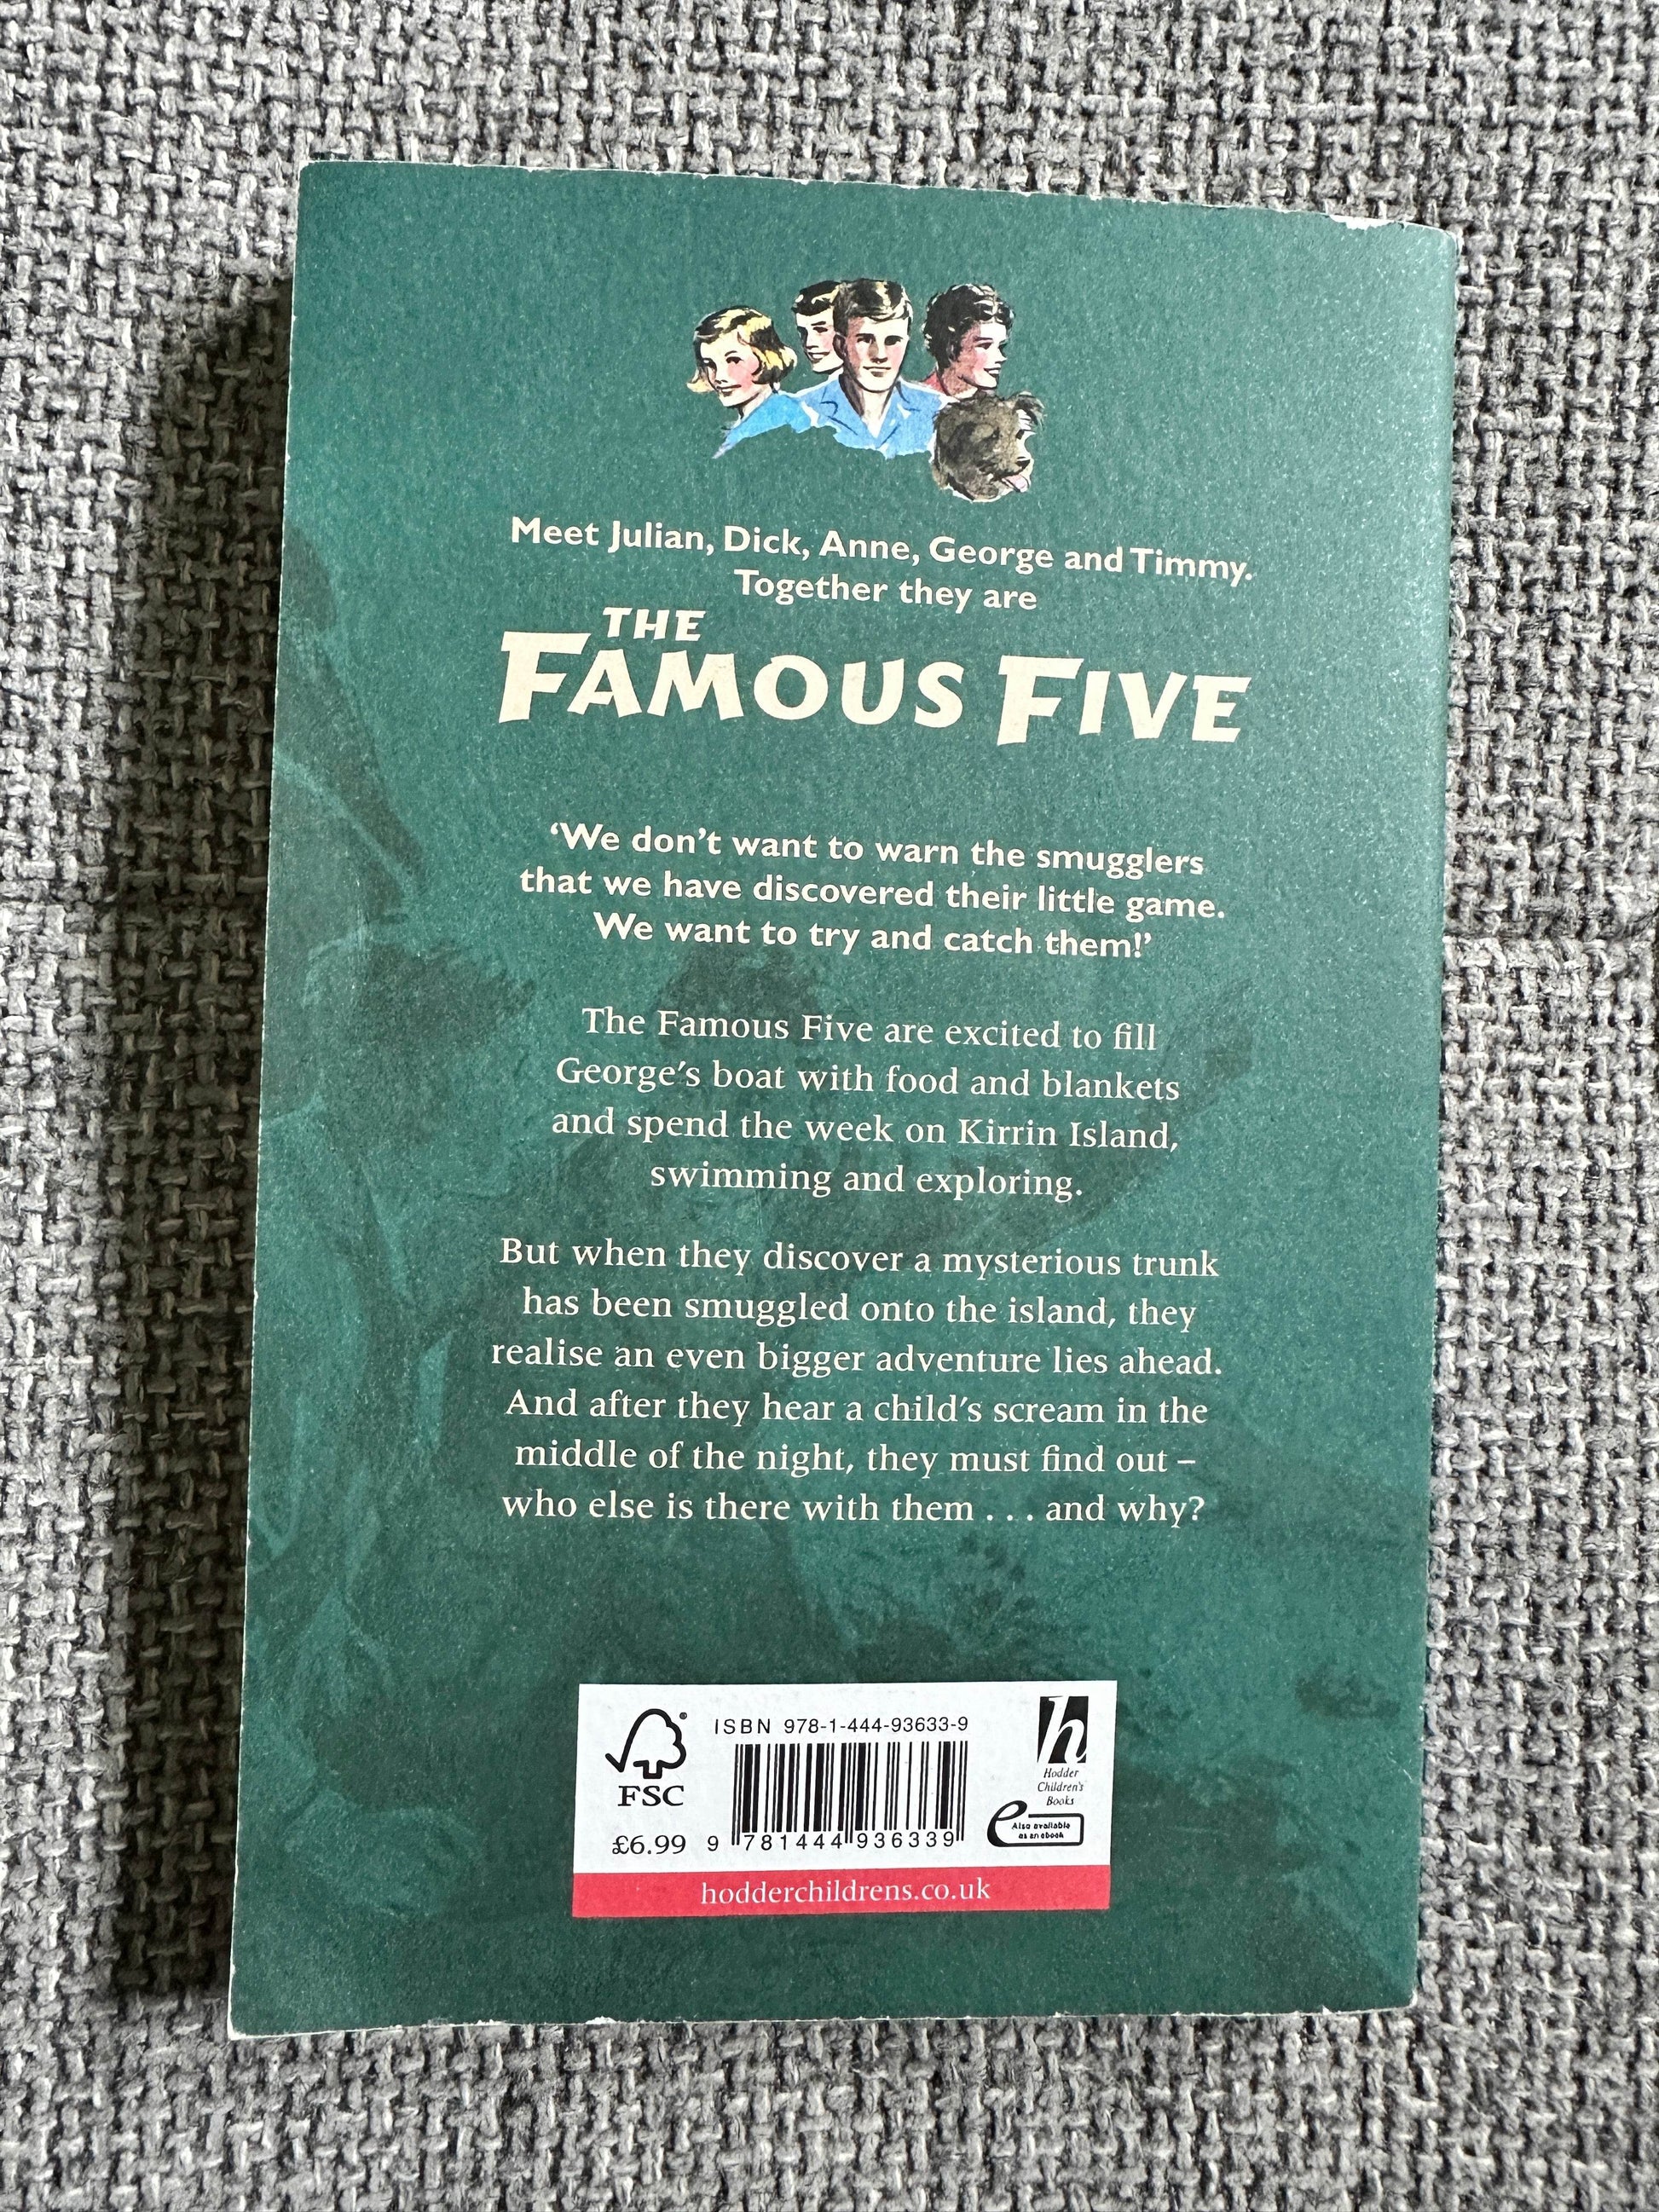 Meet Julian, Dick, Anne, George and Timmy.
Together they are
THE
FAMOUS FIVE
‘We don’t want to warn the smugglers
that we have discovered their little game.
We want to try and catch them!’
The Famous Five are excited to fill
George’s boat with food and blankets
and spend the week on Kirrin Island,
swimming and exploring.
But when they discover a mysterious trunk
has been smuggled onto the island, they
realise an even bigger adventure lies ahead.
And after they hear a child’s scream in the
middle of the night, they must find out –
who else is there with them . . . and why?
ISBN 978-1-444-93633-9
®
FSC
£6.99
9 781444 936339
h
Hodder
Children’s
Books
e
Also available
as an ebook
hodderchildrens.co.uk